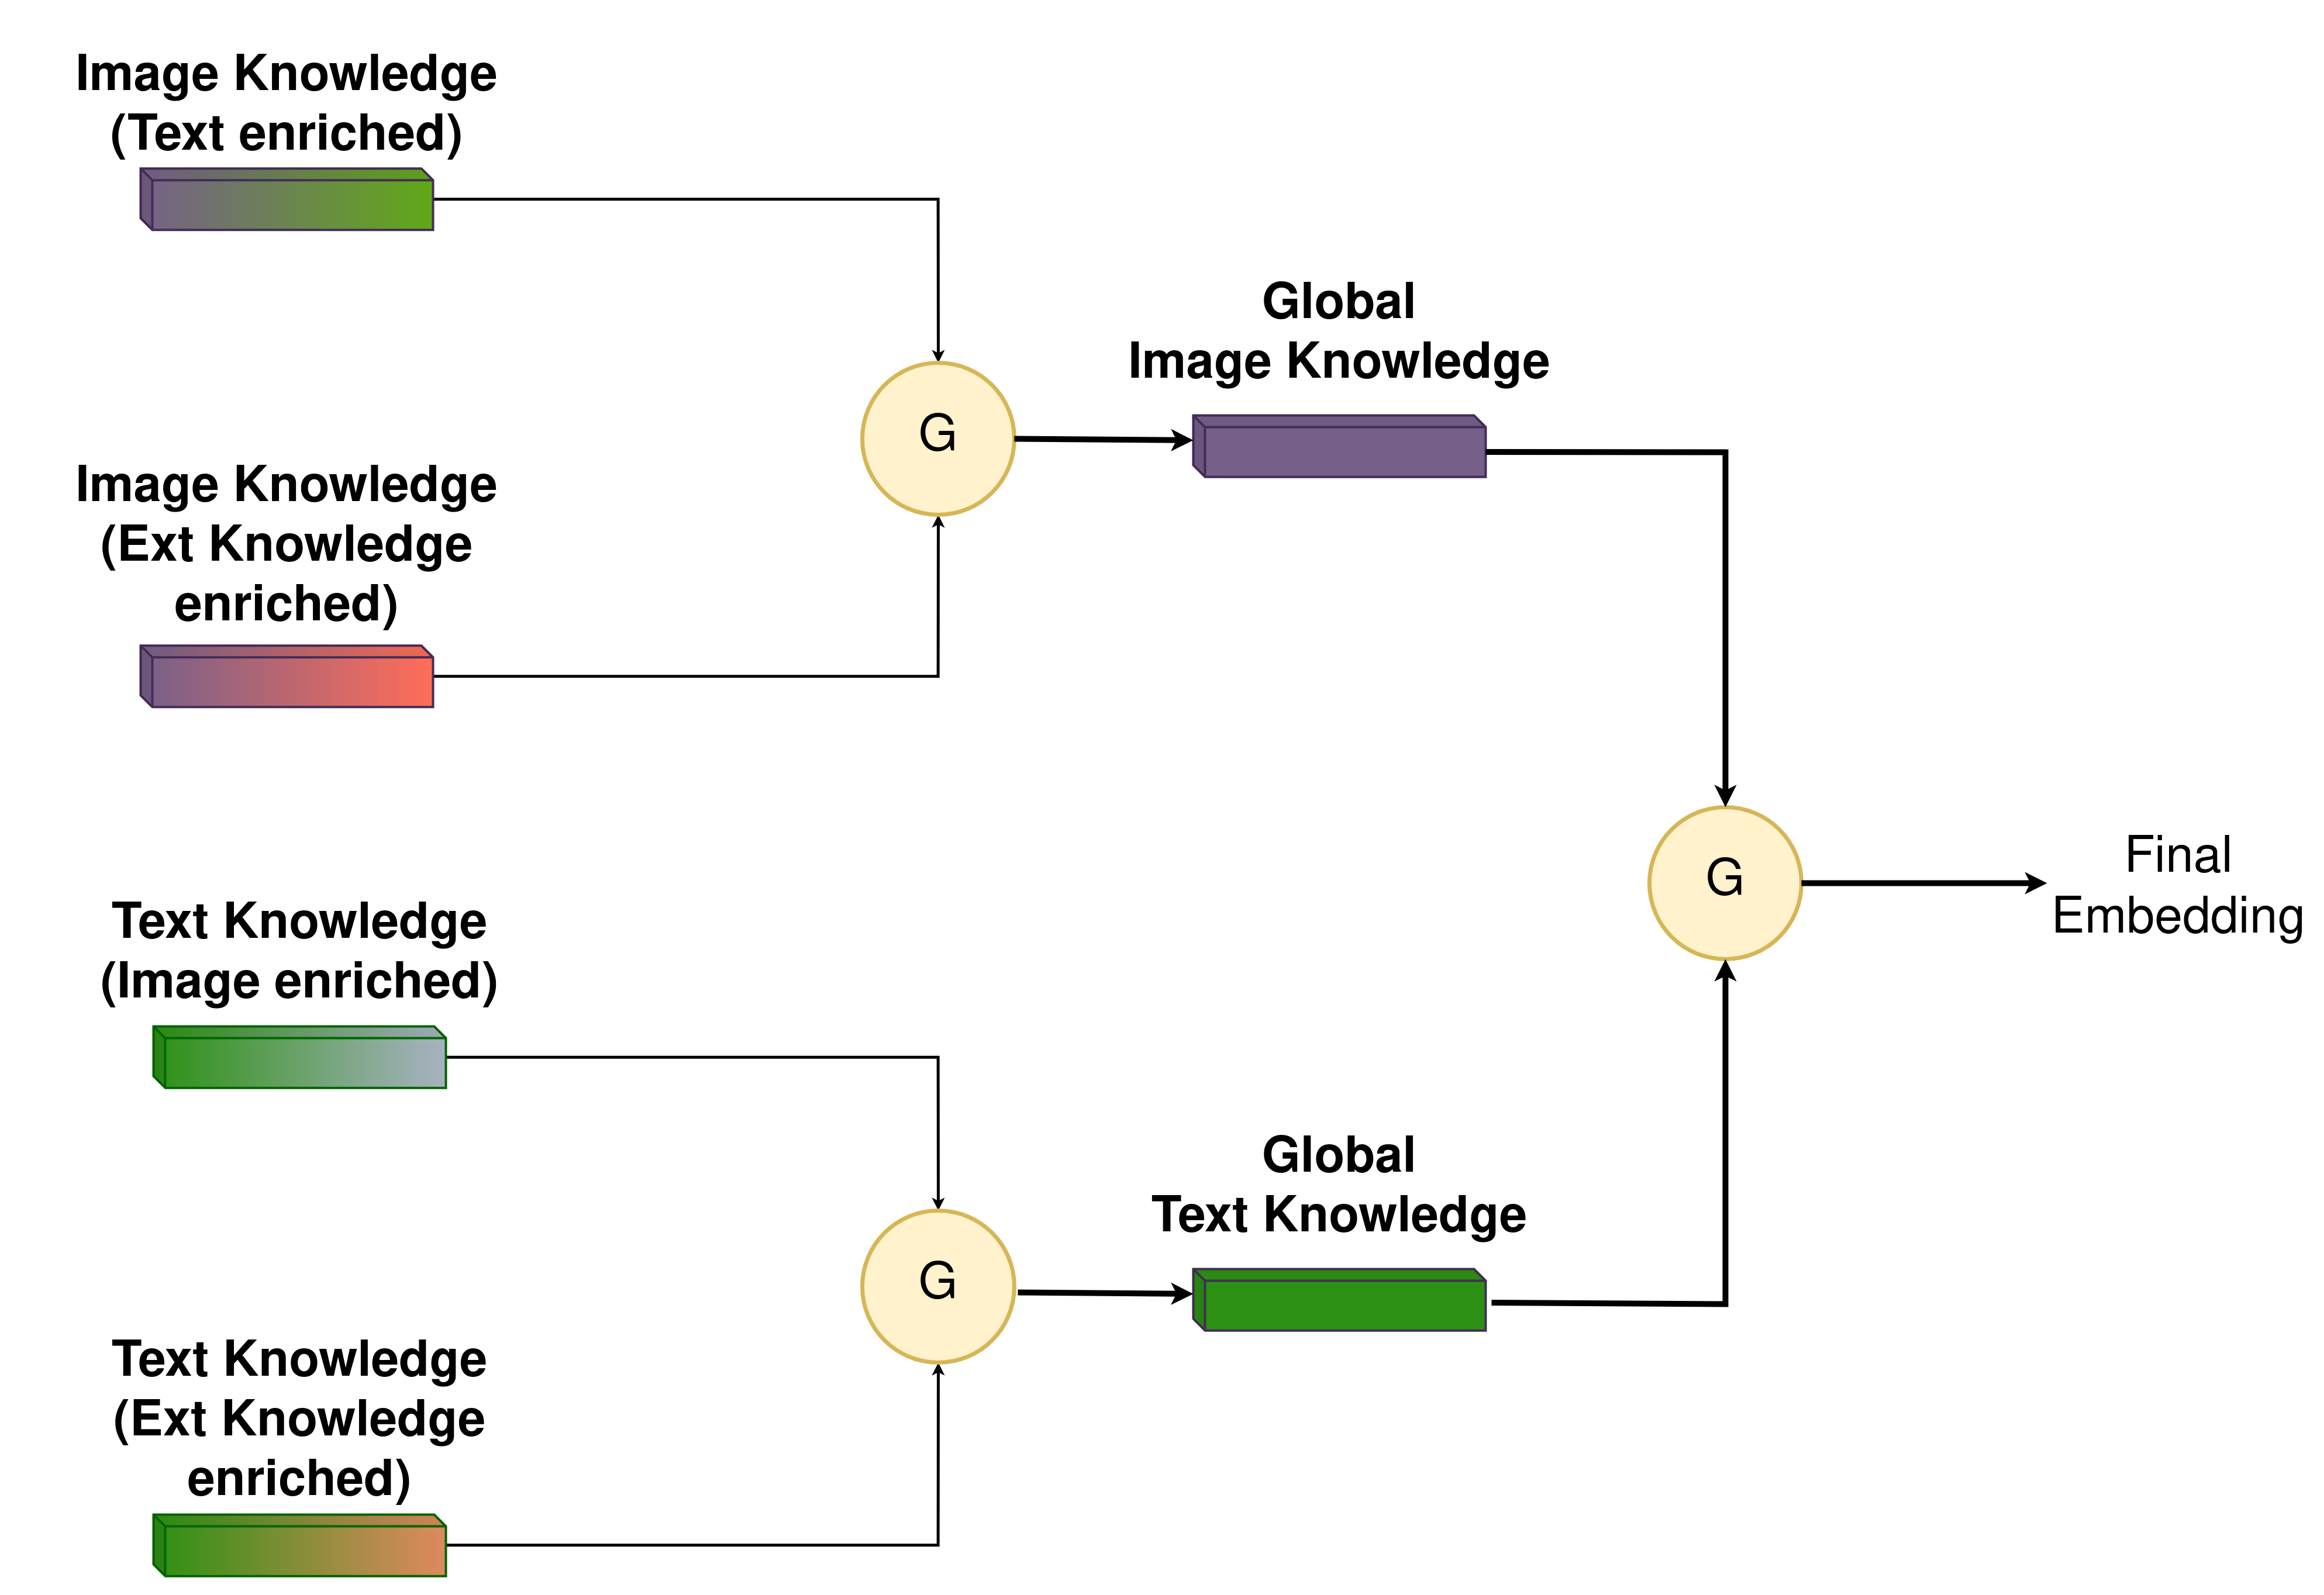 Image Knowledge
(Text enriched)
Image Knowledge
(Ext Knowledge
enriched)
G
Global
Image Knowledge
Text Knowledge
(Image enriched)
Text Knowledge
(Ext Knowledge
enriched)
G
Global
Text Knowledge
G
Final
Embedding